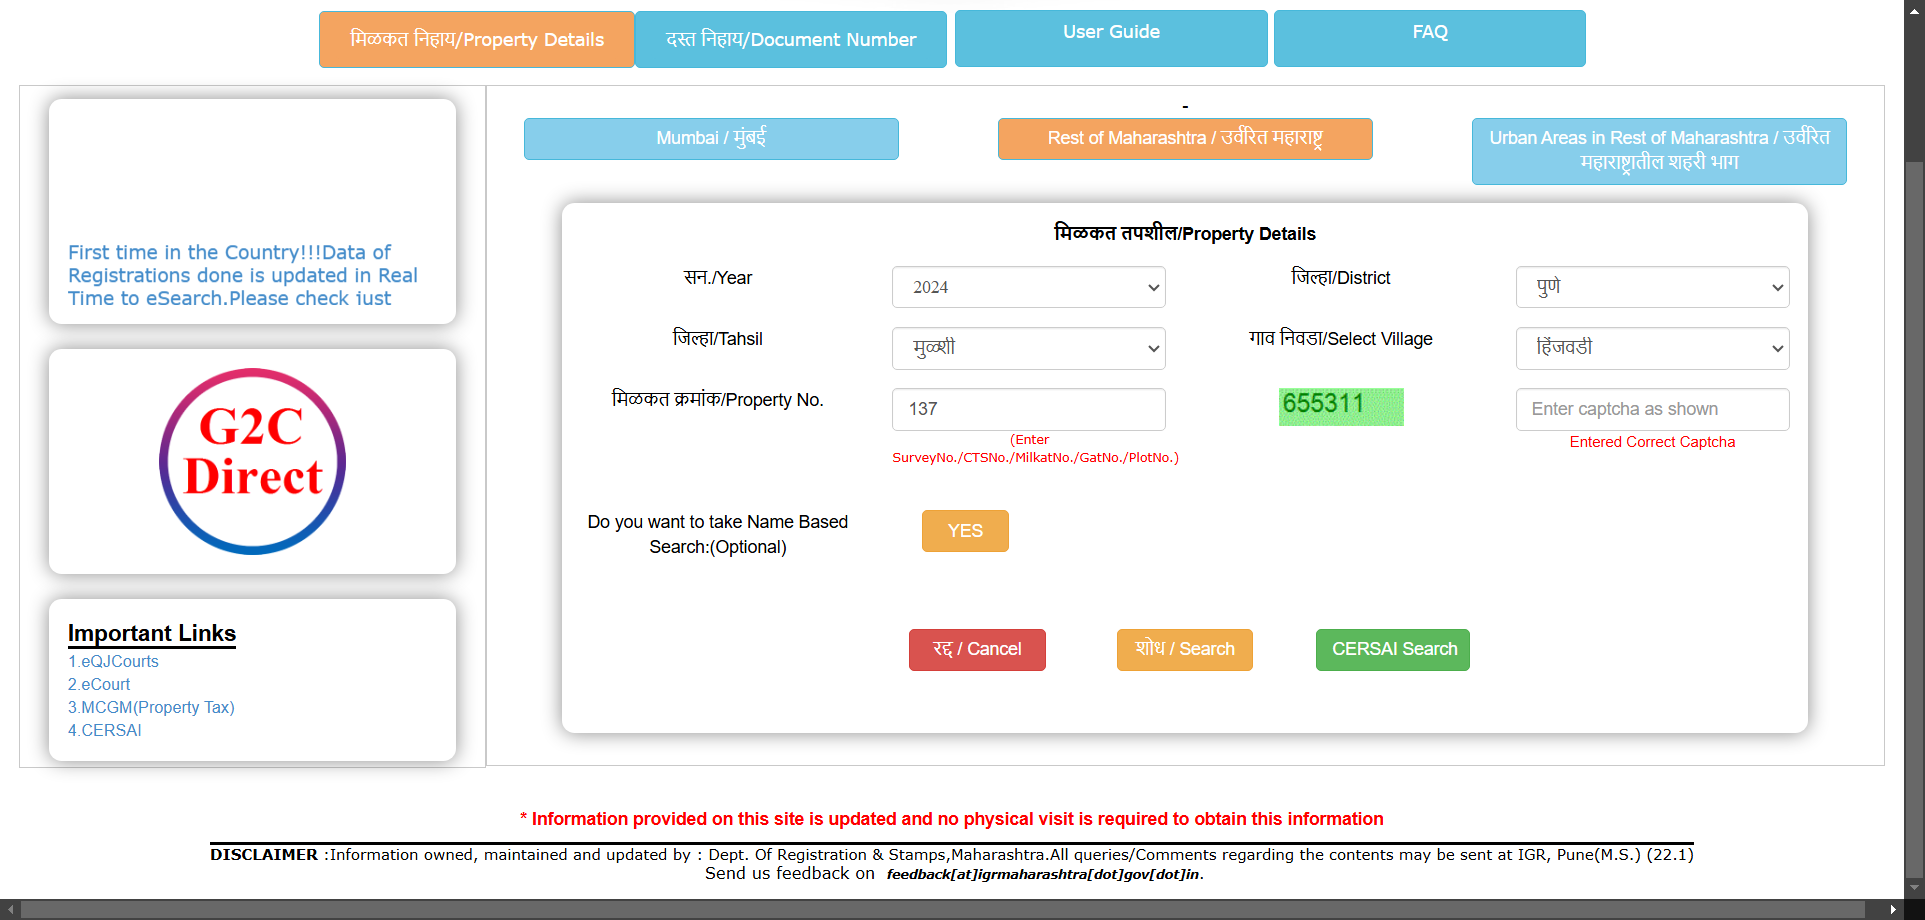 मिळकत निहाय/Property Details
दस्त निहाय/Document Number
User Guide
FAQ
First time in the Country!!!Data of
Registrations done is updated in Real
Time to eSearch.Please check just
G2C
Direct
Important Links
1.eQJCourts
2.eCourt
3.MCGM(Property Tax)
4.CERSAI
-
Mumbai / मुंबई
Rest of Maharashtra / उर्वरित महाराष्ट्र
Urban Areas in Rest of Maharashtra / उर्वरित
महाराष्ट्रातील शहरी भाग
मिळकत तपशील/Property Details
सन./Year
2024
जिल्हा/District
पुणे
जिल्हा/Tahsil
मुळशी
गाव निवडा/Select Village
हिंजवडी
मिळकत क्रमांक/Property No.
137
(Enter
SurveyNo./CTSNo./MilkatNo./GatNo./PlotNo.)
655311
Enter captcha as shown
Entered Correct Captcha
Do you want to take Name Based
Search:(Optional)
YES
रद्द / Cancel
शोध / Search
CERSAI Search
* Information provided on this site is updated and no physical visit is required to obtain this information
DISCLAIMER :Information owned, maintained and updated by : Dept. Of Registration & Stamps,Maharashtra.All queries/Comments regarding the contents may be sent at IGR, Pune(M.S.) (22.1)
Send us feedback on feedback[at]igrmaharashtra[dot]gov[dot]in.